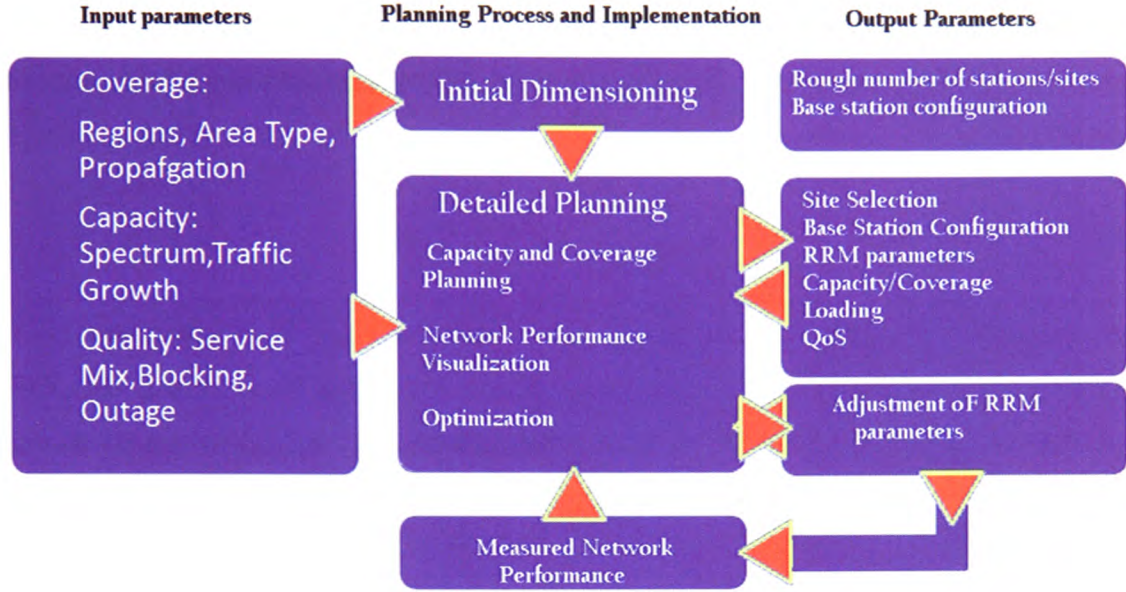 Input parameters
Planning Process and Implementation
Output Parameters
Coverage:
Regions, Area Type,
Propafgation
Capacity:
Spectrum,Traffic
Growth
Quality: Service
Mix,Blocking,
Outage
Initial Dimensioning
Detailed Planning
Capacity and Coverage
Planning
Network Performance
Visualization
Optimization
Measured Network
Performance
Rough number of stations/sites
Base station configuration
Site Selection
Base Station Configuration
RRM parameters
Capacity/Coverage
Loading
QoS
Adjustment oF RRM
parameters